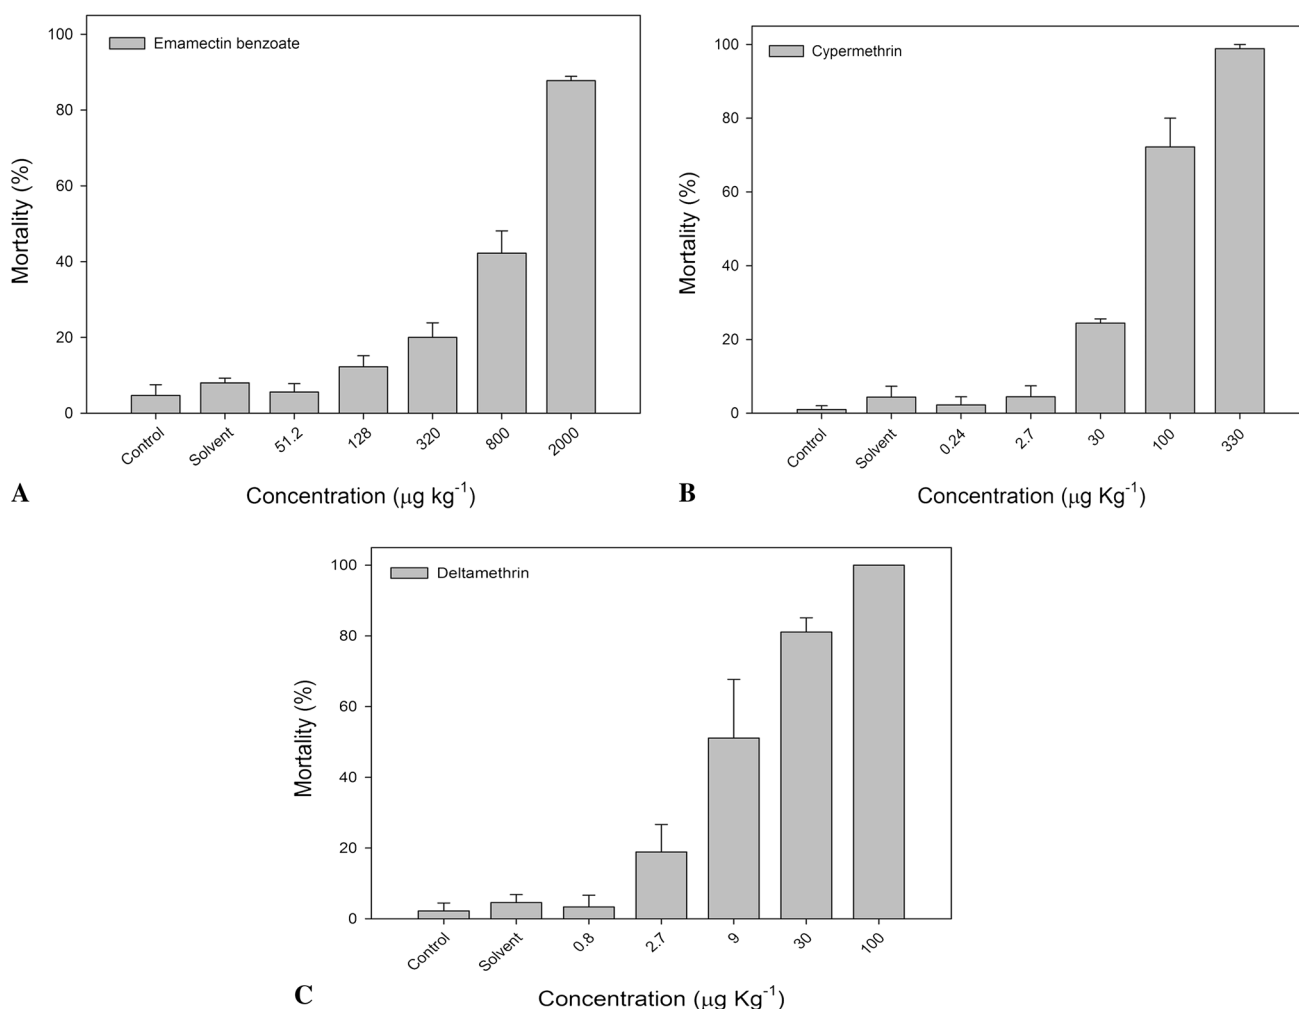 Emamectin benzoate
Mortality (%)
100
80
60
40
20
0
Control
Solvent
51.2
128
320
800
2000
Concentration (μg kg⁻¹)
A
Cypermethrin
Mortality (%)
100
80
60
40
20
0
Control
Solvent
0.24
2.7
30
100
330
Concentration (μg Kg⁻¹)
B
Deltamethrin
Mortality (%)
100
80
60
40
20
0
Control
Solvent
0.8
2.7
9
30
100
Concentration (μg Kg⁻¹)
C